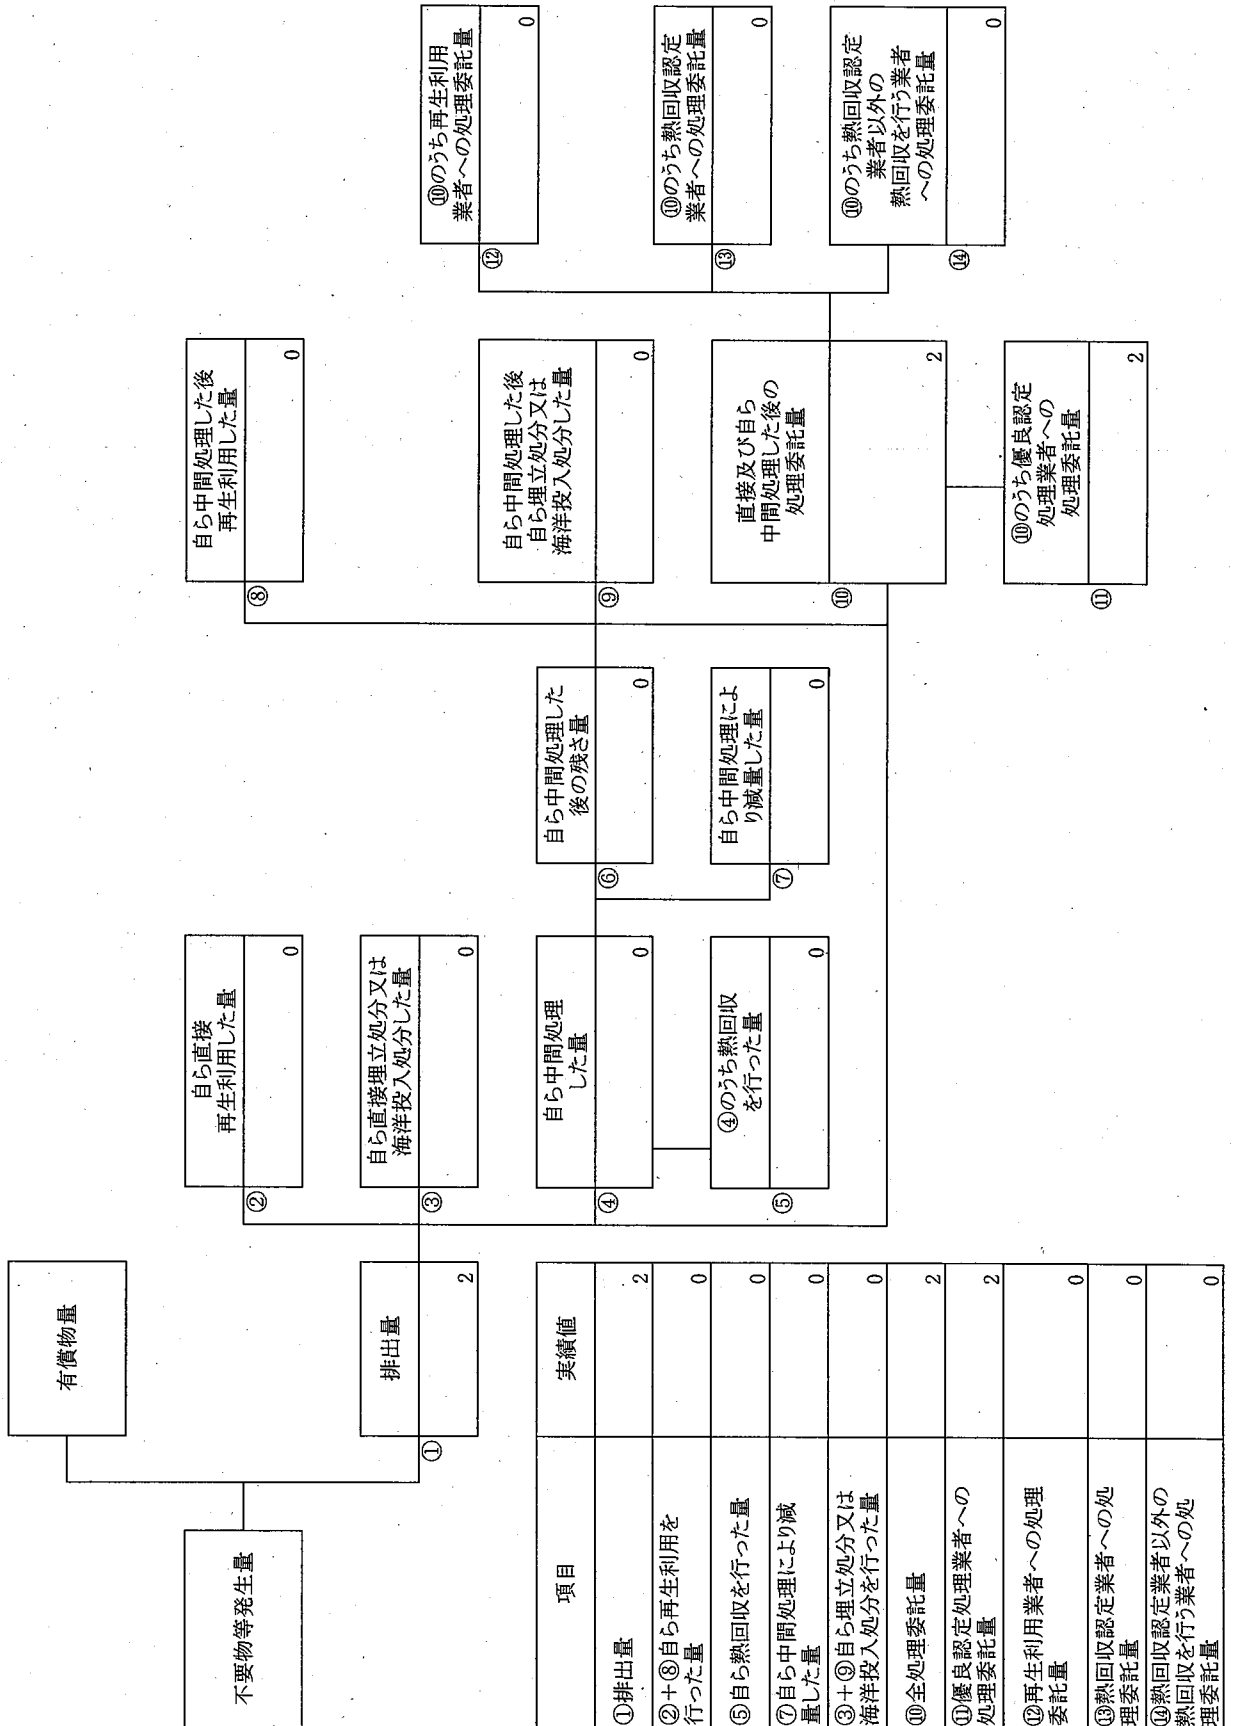 有償物量
不要物等発生量
排出量
①
2
自ら直接
再生利用した量
②
0
自ら直接埋立処分又は
海洋投入処分した量
③
0
自ら中間処理
した量
④
0
④のうち熱回収
を行った量
⑤
0
自ら中間処理した
後の残さ量
⑥
0
自ら中間処理によ
り減量した量
⑦
0
自ら中間処理した後
再生利用した量
⑧
0
自ら中間処理した後
自ら埋立処分又は
海洋投入処分した量
⑨
0
直接及び自ら
中間処理した後の
処理委託量
⑩
2
⑩のうち優良認定
処理業者への
処理委託量
⑪
2
⑩のうち再生利用
業者への処理委託量
⑫
0
⑩のうち熱回収認定
業者への処理委託量
⑬
0
⑩のうち熱回収認定
業者以外の
熱回収を行う業者
への処理委託量
⑭
0
項目 実績値
①排出量 2
②+⑧自ら再生利用を
行った量 0
⑤自ら熱回収を行った量 0
⑦自ら中間処理により減
量した量 0
③+⑨自ら埋立処分又は
海洋投入処分を行った量 0
⑩全処理委託量 2
⑪優良認定処理業者への
処理委託量 2
⑫再生利用業者への処理
委託量 0
⑬熱回収認定業者への処
理委託量 0
⑭熱回収認定業者以外の
熱回収を行う業者への処
理委託量 0